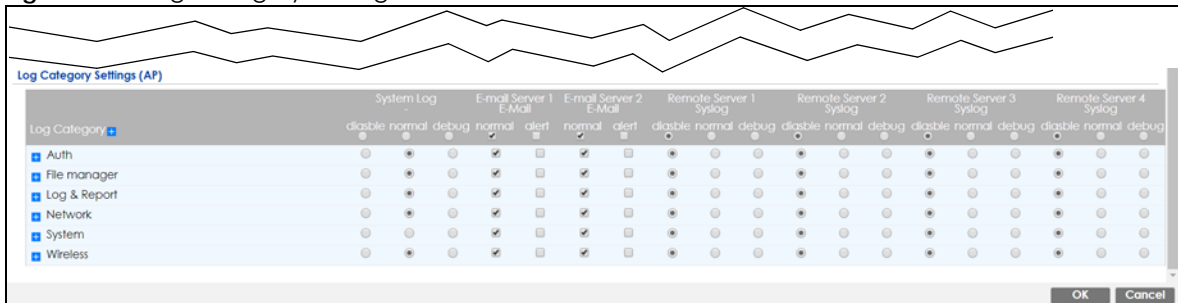 Log Category Settings (AP)
System Log
-
E-mail Server 1
E-Mail
E-mail Server 2
E-Mail
Remote Server 1
Syslog
Remote Server 2
Syslog
Remote Server 3
Syslog
Remote Server 4
Syslog
Log Category
disable normal debug normal alert normal alert disable normal debug disable normal debug disable normal debug disable normal debug
Auth
File manager
Log & Report
Network
System
Wireless
OK Cancel